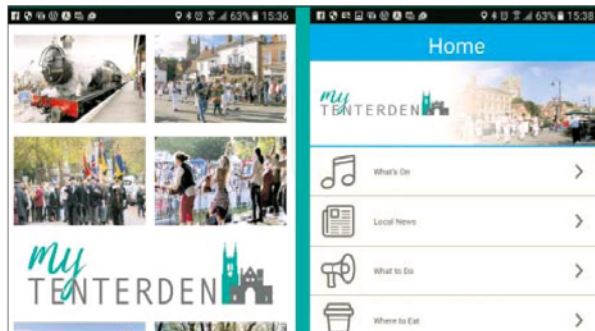 63% 15:36
my
TENTERDEN
63% 15:38
Home
my
TENTERDEN
What's On
Local News
What to Do
Where to Eat